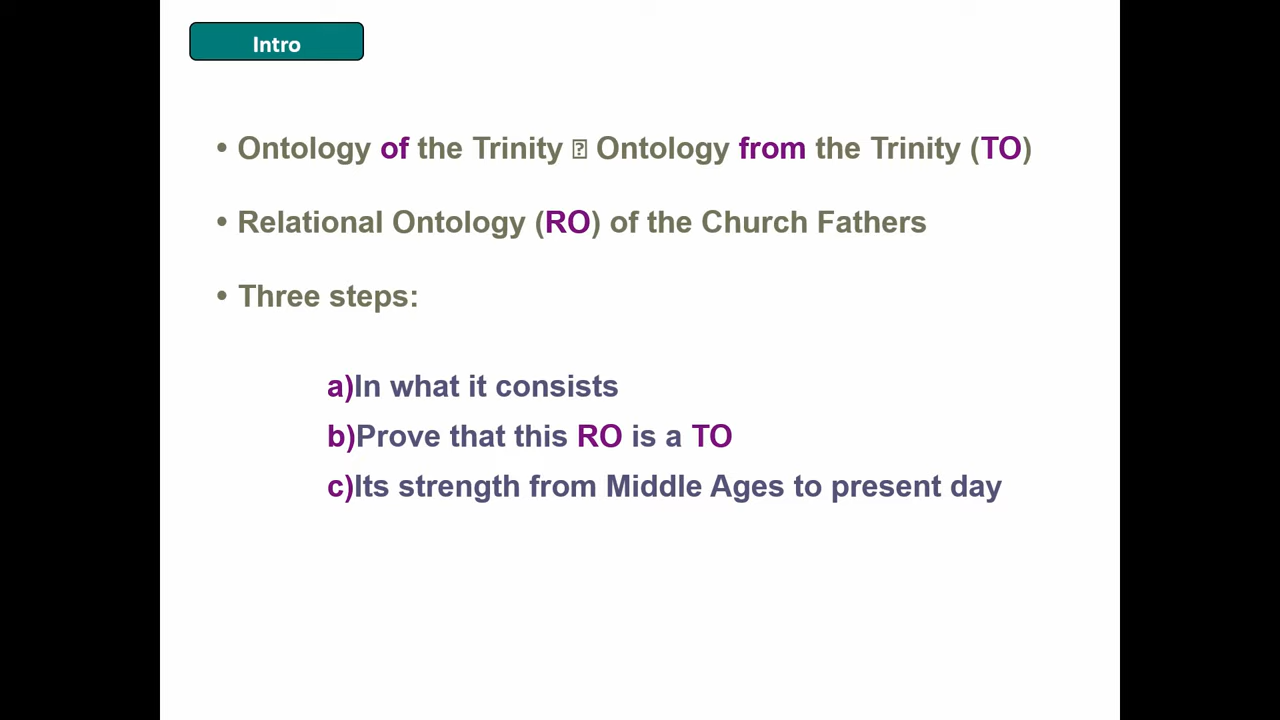 Intro
• Ontology of the Trinity ⍰ Ontology from the Trinity (TO)
• Relational Ontology (RO) of the Church Fathers
• Three steps:
a)In what it consists
b)Prove that this RO is a TO
c)Its strength from Middle Ages to present day